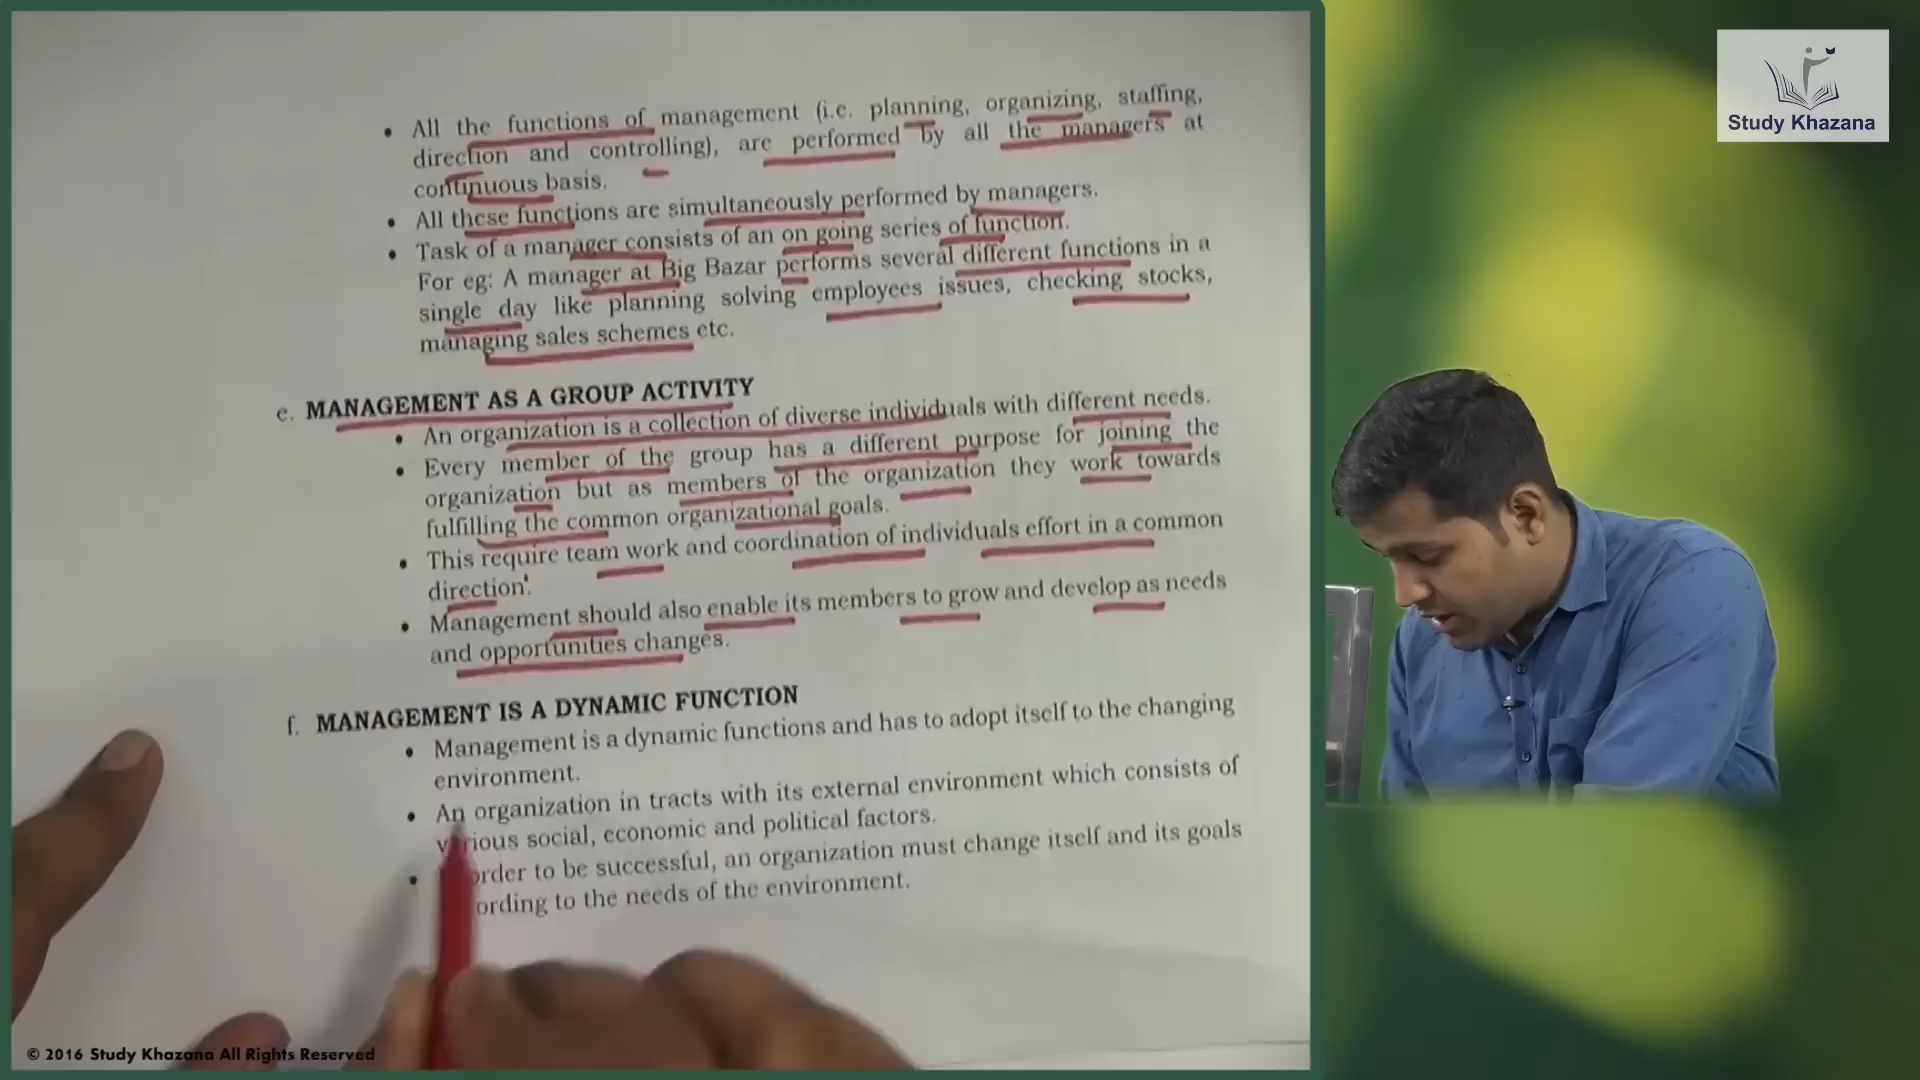 Study Khazana
• All the functions of management (i.e. planning, organizing, staffing,
direction and controlling), are performed by all the managers at
continuous basis.
• All these functions are simultaneously performed by managers.
• Task of a manager consists of an on going series of function.
For eg: A manager at Big Bazar performs several different functions in a
single day like planning solving employees issues, checking stocks,
managing sales schemes etc.
e. MANAGEMENT AS A GROUP ACTIVITY
• An organization is a collection of diverse individuals with different needs.
• Every member of the group has a different purpose for joining the
organization but as members of the organization they work towards
fulfilling the common organizational goals.
• This require team work and coordination of individuals effort in a common
direction.
• Management should also enable its members to grow and develop as needs
and opportunities changes.
f. MANAGEMENT IS A DYNAMIC FUNCTION
• Management is a dynamic functions and has to adopt itself to the changing
environment.
• An organization in tracts with its external environment which consists of
various social, economic and political factors.
• order to be successful, an organization must change itself and its goals
ording to the needs of the environment.
© 2016 Study Khazana All Rights Reserved